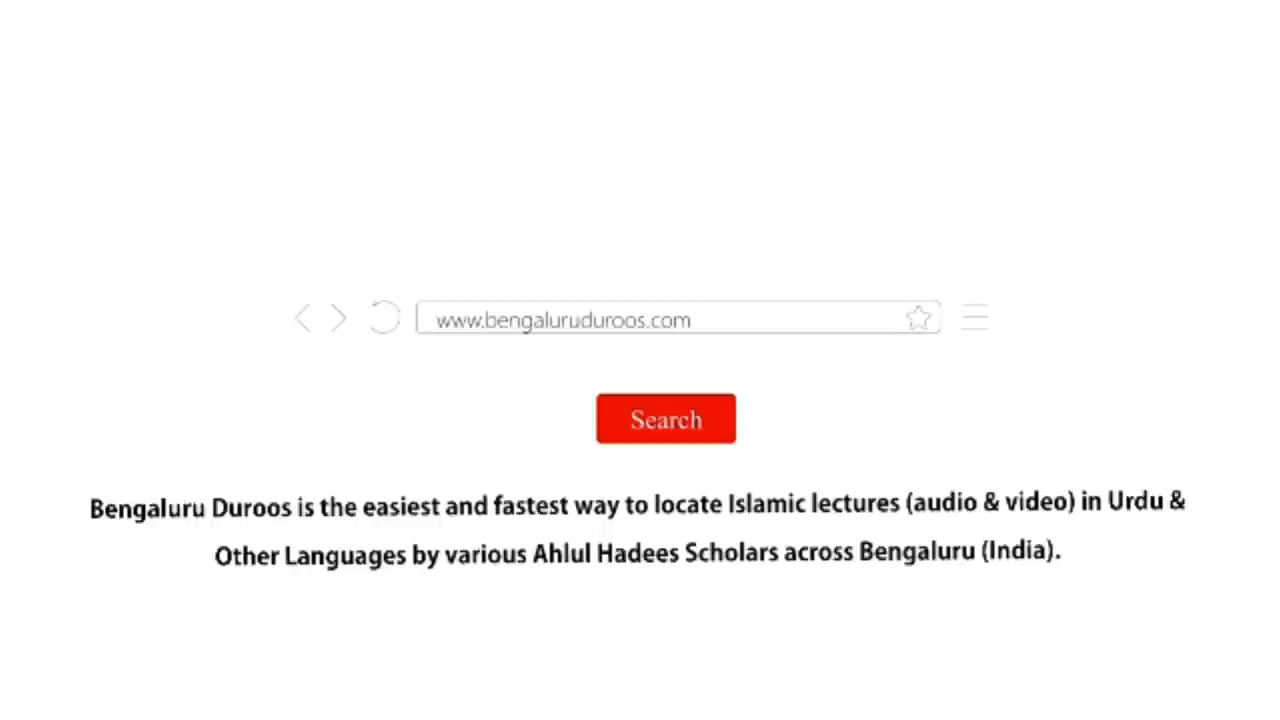 www.bengaluruduroos.com
Search
Bengaluru Duroos is the easiest and fastest way to locate Islamic lectures (audio & video) in Urdu &
Other Languages by various Ahlul Hadees Scholars across Bengaluru (India).